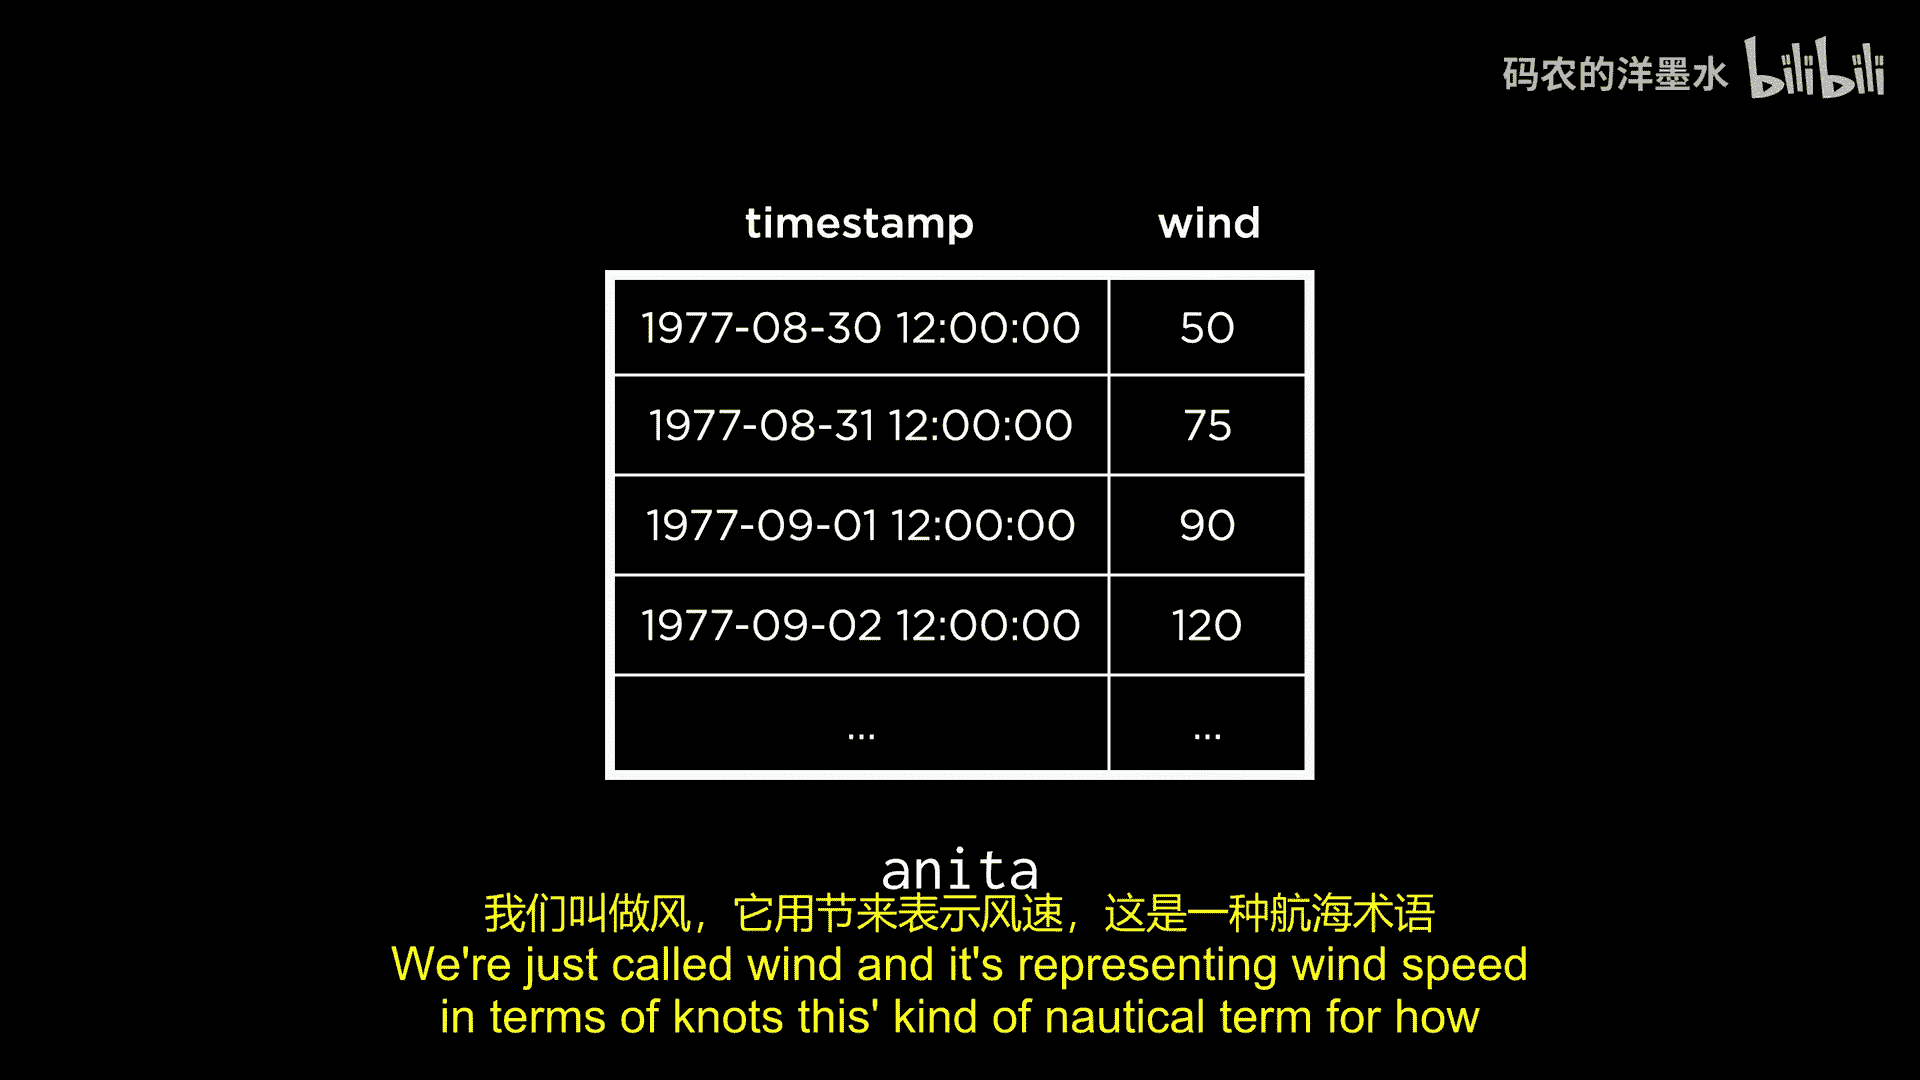 码农的洋墨水 bilibili
timestamp wind
1977-08-30 12:00:00 50
1977-08-31 12:00:00 75
1977-09-01 12:00:00 90
1977-09-02 12:00:00 120
... ...
anita
我们叫做风，它用节来表示风速，这是一种航海术语
We're just called wind and it's representing wind speed
in terms of knots this' kind of nautical term for how